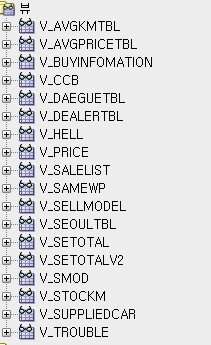 뷰
V_AVGKMTBL
V_AVGPRICETBL
V_BUYINFOMATION
V_CCB
V_DAEGUETBL
V_DEALERTBL
V_HELL
V_PRICE
V_SALELIST
V_SAMEWP
V_SELLMODEL
V_SEOULTBL
V_SETOTAL
V_SETOTALV2
V_SMOD
V_STOCKM
V_SUPPLIEDCAR
V_TROUBLE